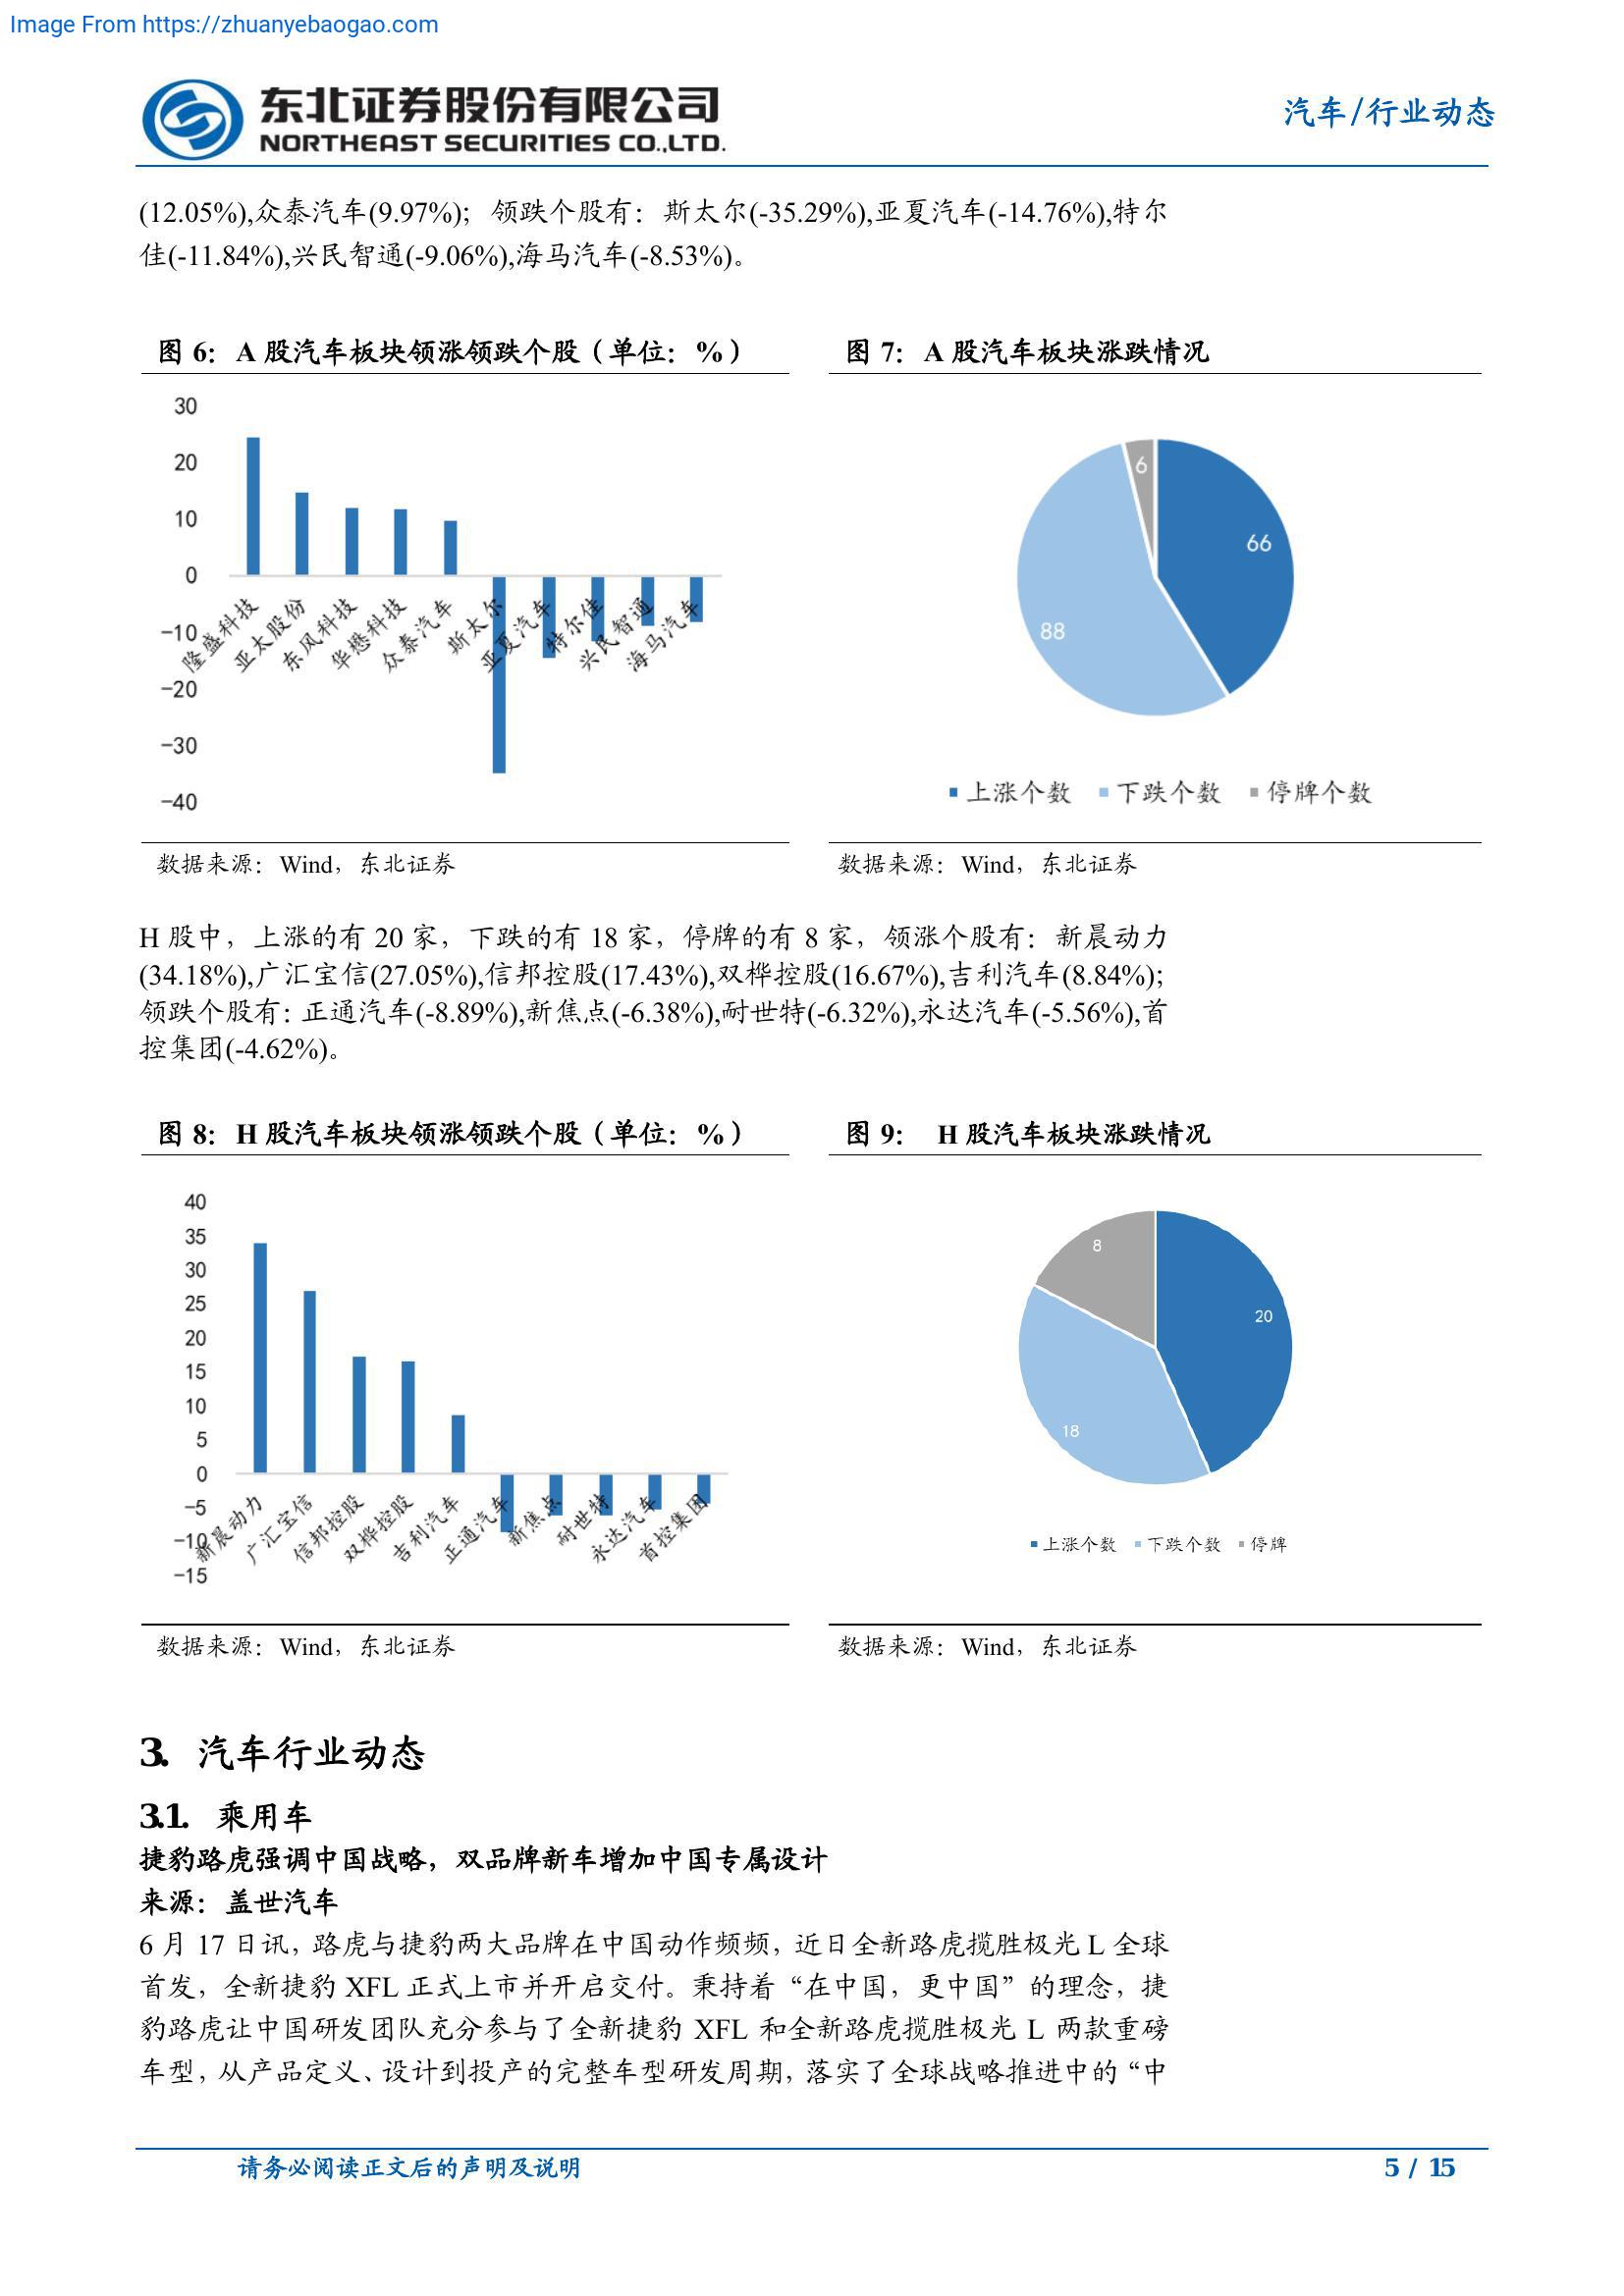 Image From https://zhuanyebaogao.com
东北证券股份有限公司
NORTHEAST SECURITIES CO.,LTD.
汽车/行业动态
(12.05%),众泰汽车(9.97%)；领跌个股有：斯太尔(-35.29%),亚夏汽车(-14.76%),特尔
佳(-11.84%),兴民智通(-9.06%),海马汽车(-8.53%)。
图 6：A 股汽车板块领涨领跌个股（单位：%）
30
20
10
0
-10
-20
-30
-40
隆盛科技
亚太股份
东风科技
华懋科技
众泰汽车
斯太尔
亚夏汽车
特尔佳
兴民智通
海马汽车
数据来源：Wind，东北证券
图 7：A 股汽车板块涨跌情况
6
66
88
上涨个数 下跌个数 停牌个数
数据来源：Wind，东北证券
H 股中，上涨的有 20 家，下跌的有 18 家，停牌的有 8 家，领涨个股有：新晨动力
(34.18%),广汇宝信(27.05%),信邦控股(17.43%),双桦控股(16.67%),吉利汽车(8.84%);
领跌个股有：正通汽车(-8.89%),新焦点(-6.38%),耐世特(-6.32%),永达汽车(-5.56%),首
控集团(-4.62%)。
图 8：H 股汽车板块领涨领跌个股（单位：%）
40
35
30
25
20
15
10
5
0
-5
-10
-15
新晨动力
广汇宝信
信邦控股
双桦控股
吉利汽车
正通汽车
新焦点
耐世特
永达汽车
首控集团
数据来源：Wind，东北证券
图 9： H 股汽车板块涨跌情况
8
20
18
上涨个数 下跌个数 停牌
数据来源：Wind，东北证券
3. 汽车行业动态
3.1. 乘用车
捷豹路虎强调中国战略，双品牌新车增加中国专属设计
来源：盖世汽车
6 月 17 日讯，路虎与捷豹两大品牌在中国动作频频，近日全新路虎揽胜极光 L 全球
首发，全新捷豹 XFL 正式上市并开启交付。秉持着“在中国，更中国”的理念，捷
豹路虎让中国研发团队充分参与了全新捷豹 XFL 和全新路虎揽胜极光 L 两款重磅
车型，从产品定义、设计到投产的完整车型研发周期，落实了全球战略推进中的“中
请务必阅读正文后的声明及说明
5 / 15